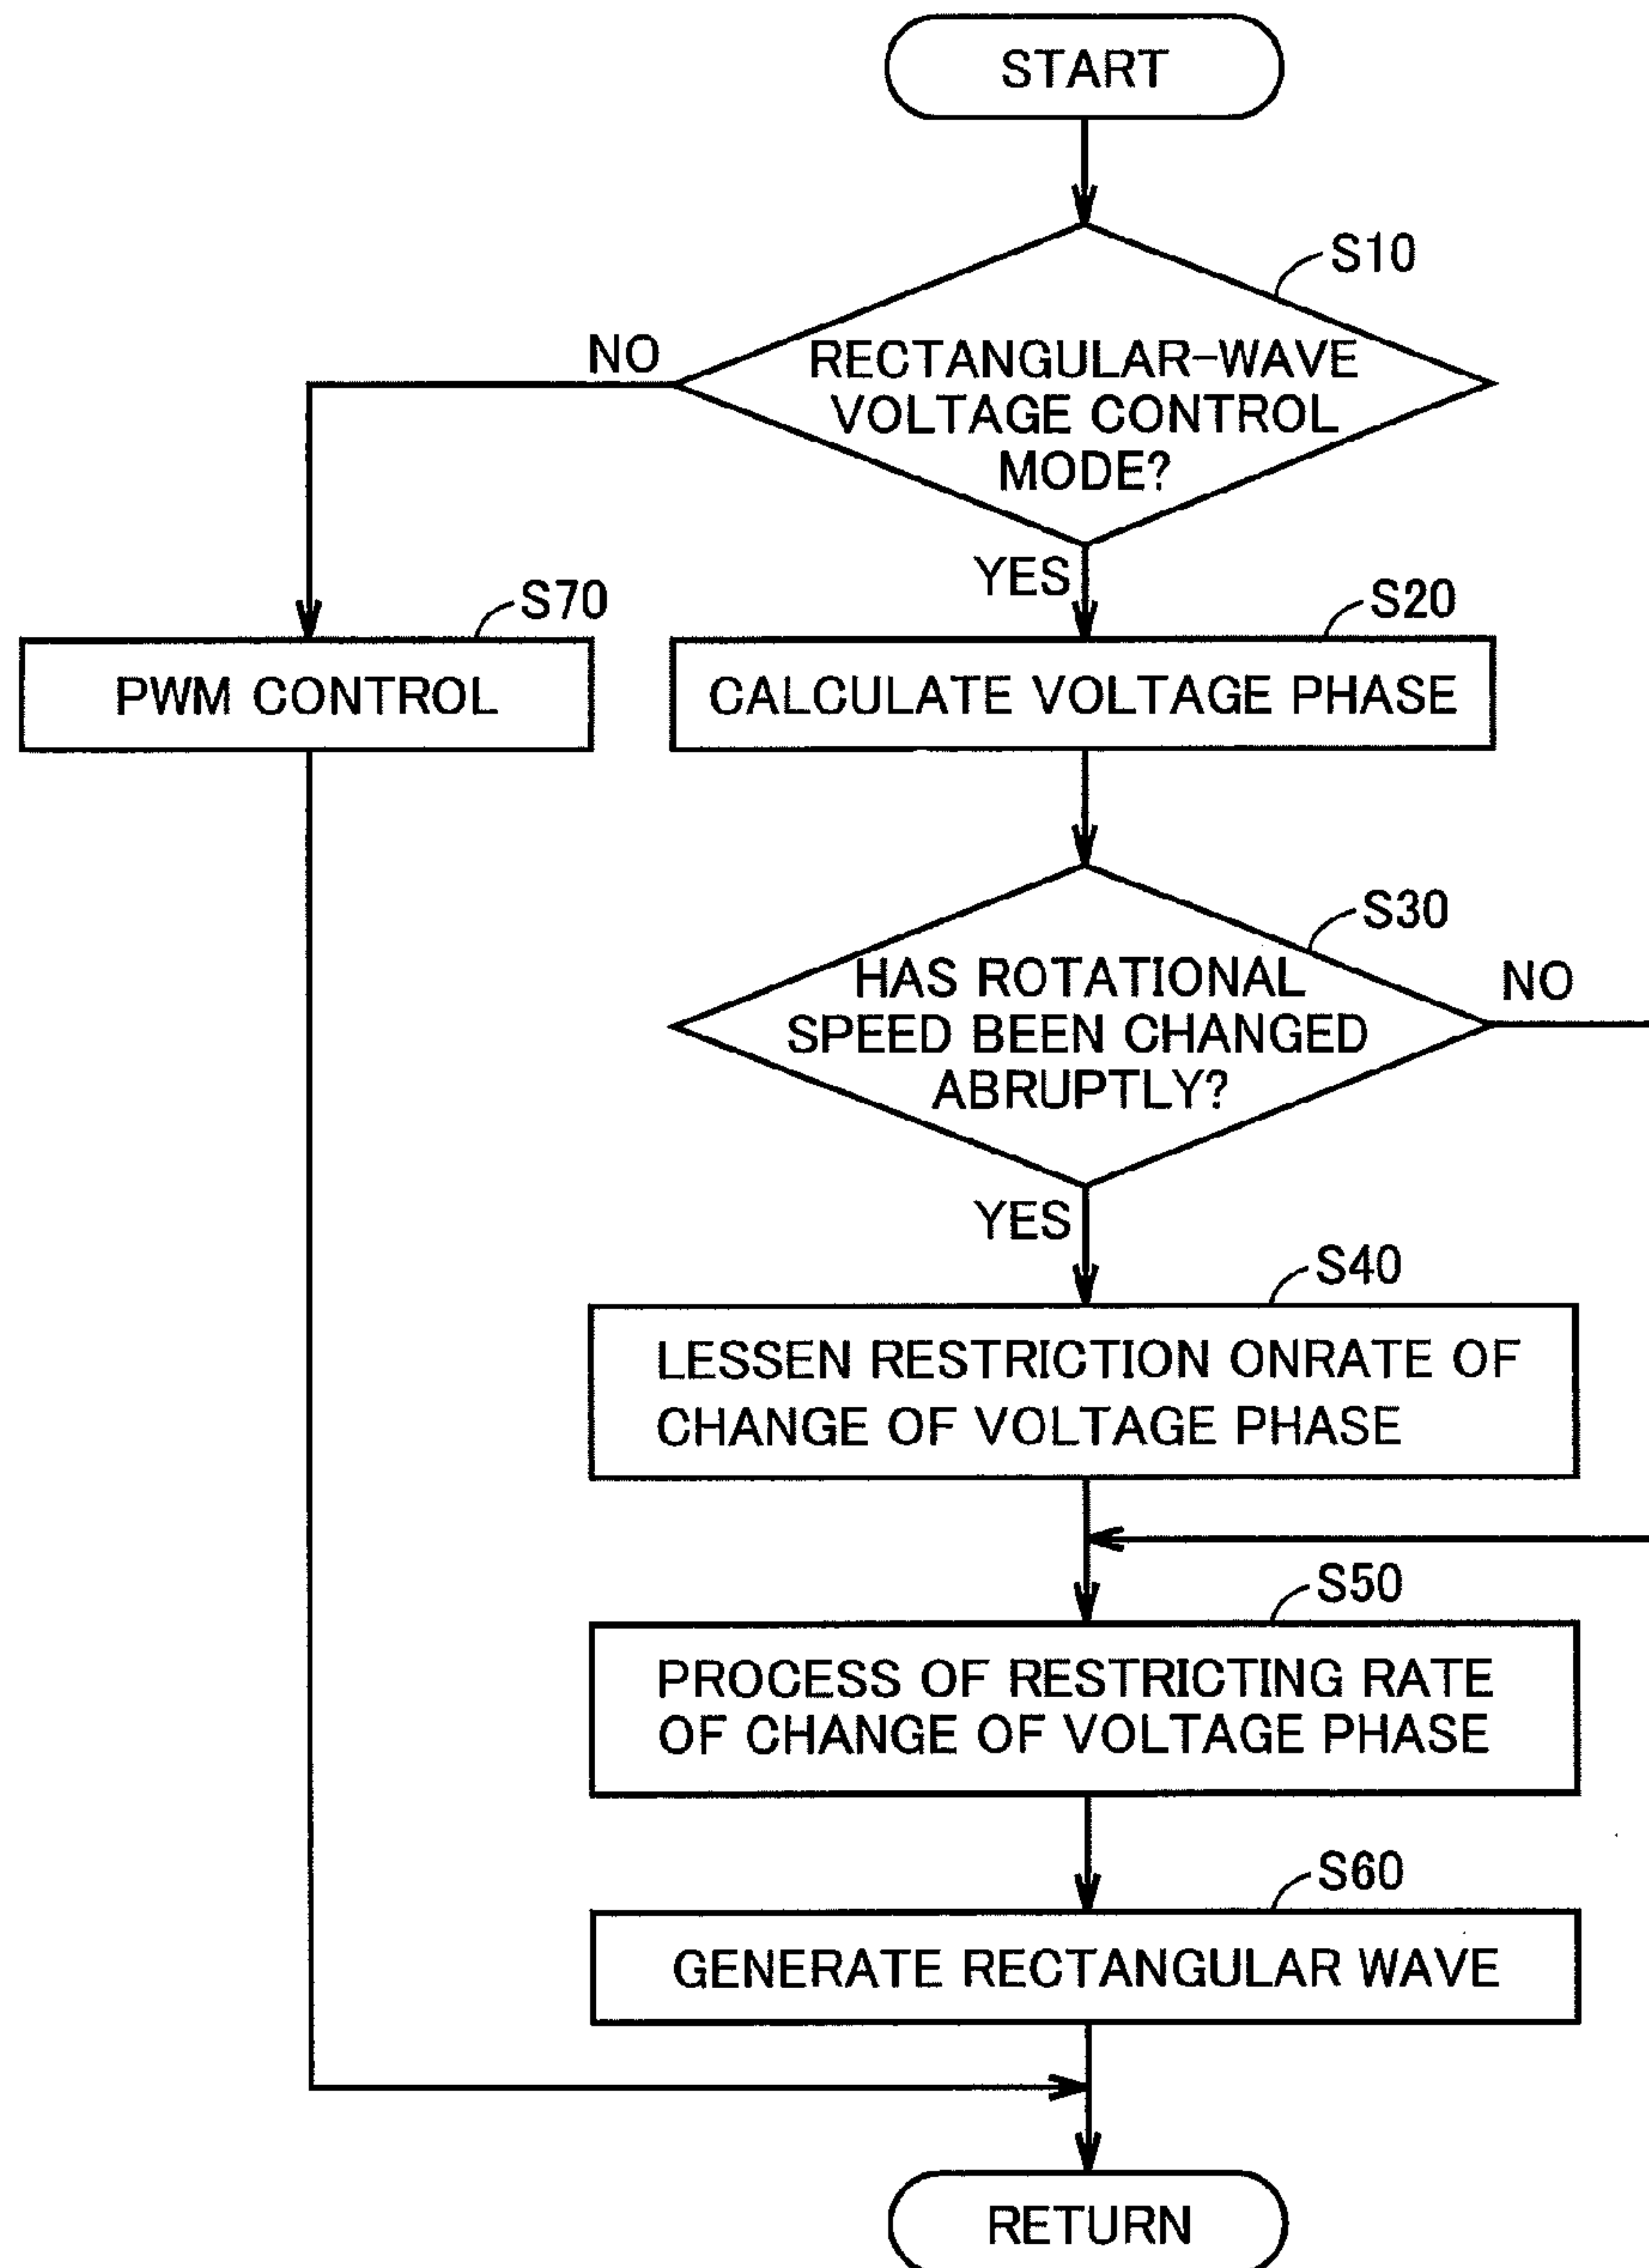 START
S10
NO
RECTANGULAR-WAVE
VOLTAGE CONTROL
MODE?
YES
S70
S20
PWM CONTROL
CALCULATE VOLTAGE PHASE
S30
HAS ROTATIONAL
SPEED BEEN CHANGED
ABRUPTLY?
NO
YES
S40
LESSEN RESTRICTION ONRATE OF
CHANGE OF VOLTAGE PHASE
S50
PROCESS OF RESTRICTING RATE
OF CHANGE OF VOLTAGE PHASE
S60
GENERATE RECTANGULAR WAVE
RETURN